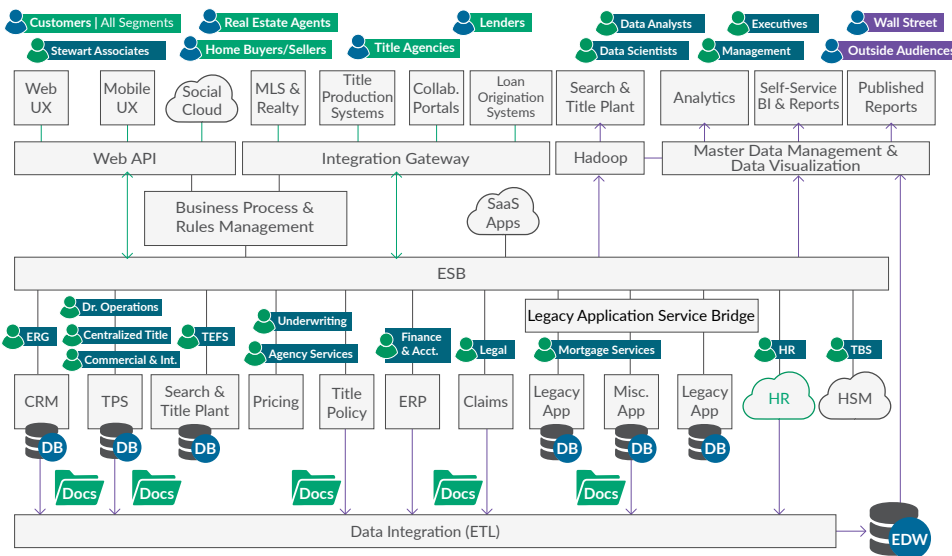 Customers | All Segments
Real Estate Agents
Lenders
Data Analysts
Executives
Wall Street
Stewart Associates
Home Buyers/Sellers
Title Agencies
Data Scientists
Management
Outside Audiences
Web
UX
Mobile
UX
Social
Cloud
MLS &
Realty
Title
Production
Systems
Collab.
Portals
Loan
Origination
Systems
Search &
Title Plant
Analytics
Self-Service
BI & Reports
Published
Reports
Web API
Integration Gateway
Hadoop
Master Data Management &
Data Visualization
Business Process &
Rules Management
SaaS
Apps
ESB
Dr. Operations
ERG
Centralized Title
TEFS
Commercial & Int.
Underwriting
Agency Services
Finance
& Acct.
Legal
Legacy Application Service Bridge
Mortgage Services
HR
TBS
CRM
TPS
Search &
Title Plant
Pricing
Title
Policy
ERP
Claims
Legacy
App
Misc.
App
Legacy
App
HR
HSM
DB
DB
DB
DB
DB
DB
Docs
Docs
Docs
Docs
Docs
Data Integration (ETL)
EDW